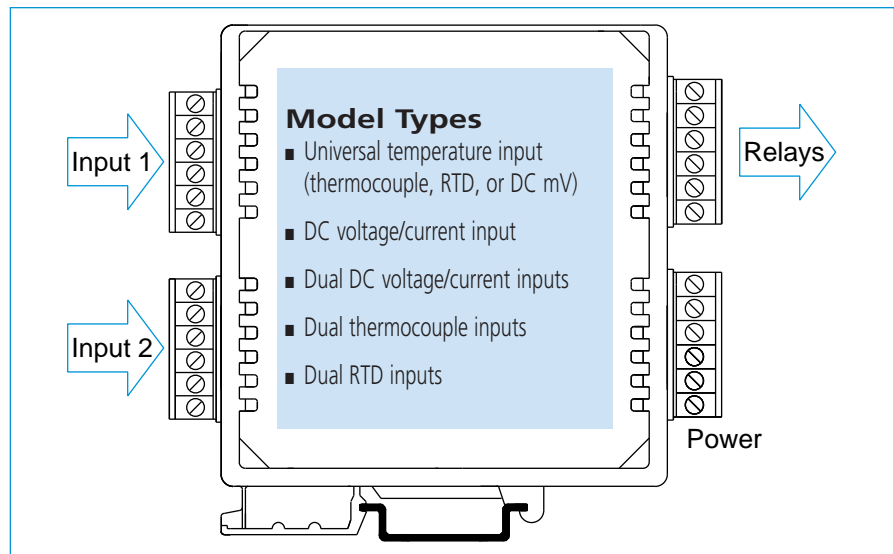 Model Types
■ Universal temperature input
(thermocouple, RTD, or DC mV)
■ DC voltage/current input
■ Dual DC voltage/current inputs
■ Dual thermocouple inputs
■ Dual RTD inputs
Input 1
Input 2
Relays
Power